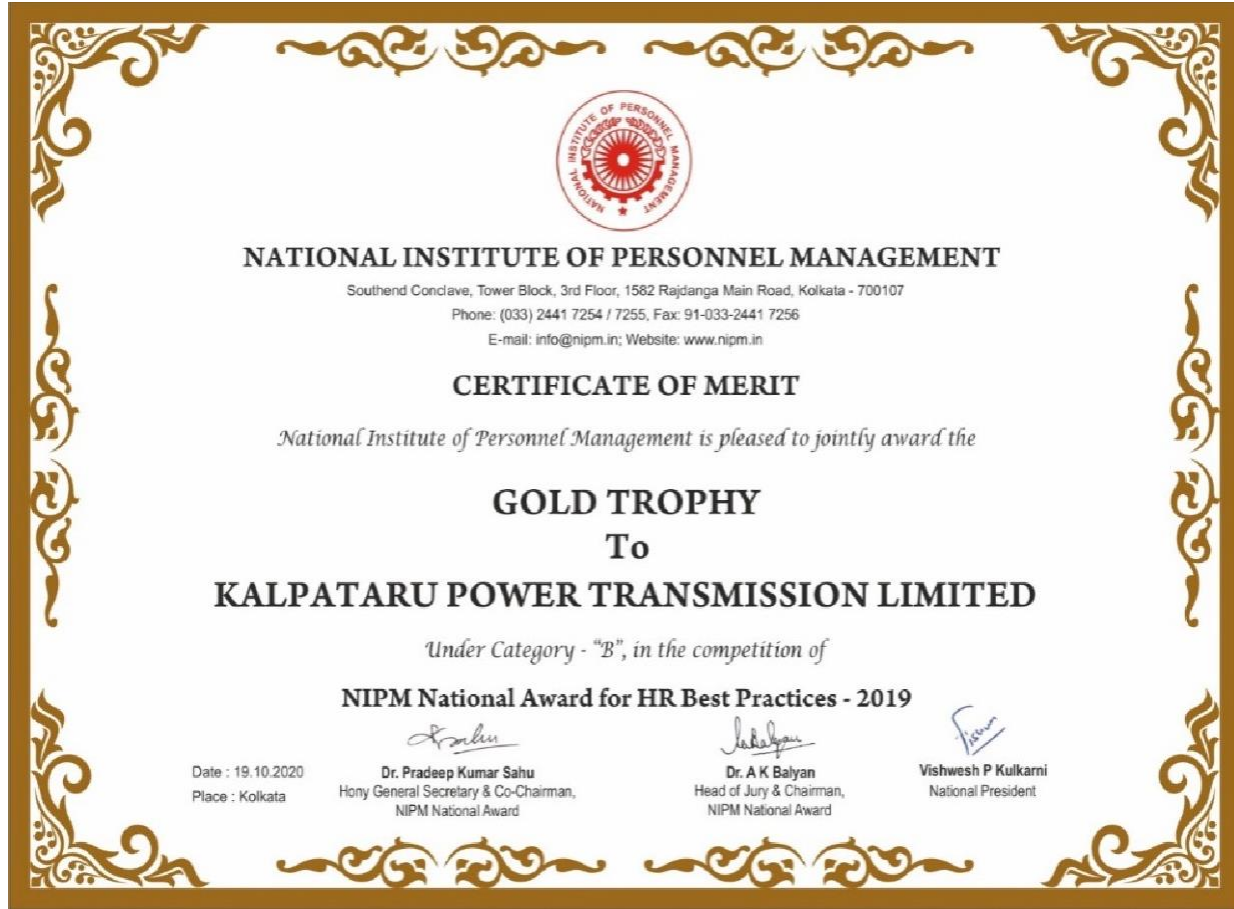 NATIONAL INSTITUTE OF PERSONNEL MANAGEMENT
NATIONAL INSTITUTE OF PERSONNEL MANAGEMENT
Southend Conclave, Tower Block, 3rd Floor, 1582 Rajdanga Main Road, Kolkata - 700107
Phone: (033) 2441 7254 / 7255, Fax: 91-033-2441 7256
E-mail: info@nipm.in; Website: www.nipm.in
CERTIFICATE OF MERIT
National Institute of Personnel Management is pleased to jointly award the
GOLD TROPHY
To
KALPATARU POWER TRANSMISSION LIMITED
Under Category - "B", in the competition of
NIPM National Award for HR Best Practices - 2019
Date : 19.10.2020
Place : Kolkata
Dr. Pradeep Kumar Sahu
Hony General Secretary & Co-Chairman,
NIPM National Award
Dr. A K Balyan
Head of Jury & Chairman,
NIPM National Award
Vishwesh P Kulkarni
National President